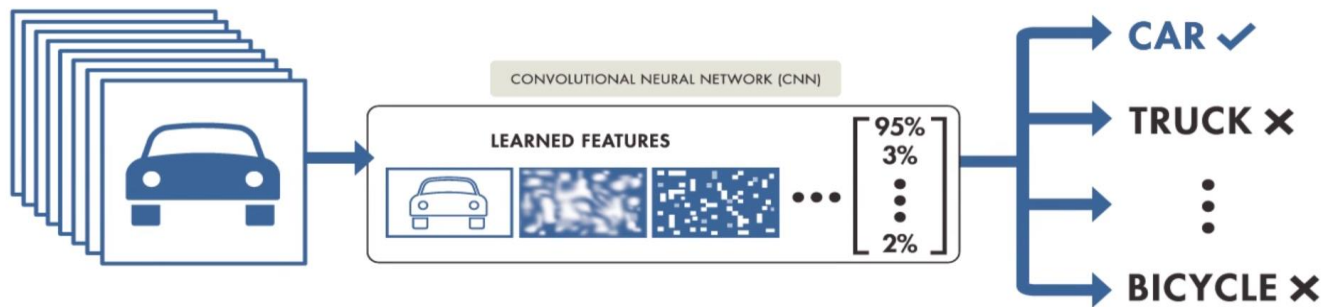 CONVOLUTIONAL NEURAL NETWORK (CNN)
LEARNED FEATURES
95%
3%
2%
CAR
TRUCK
BICYCLE